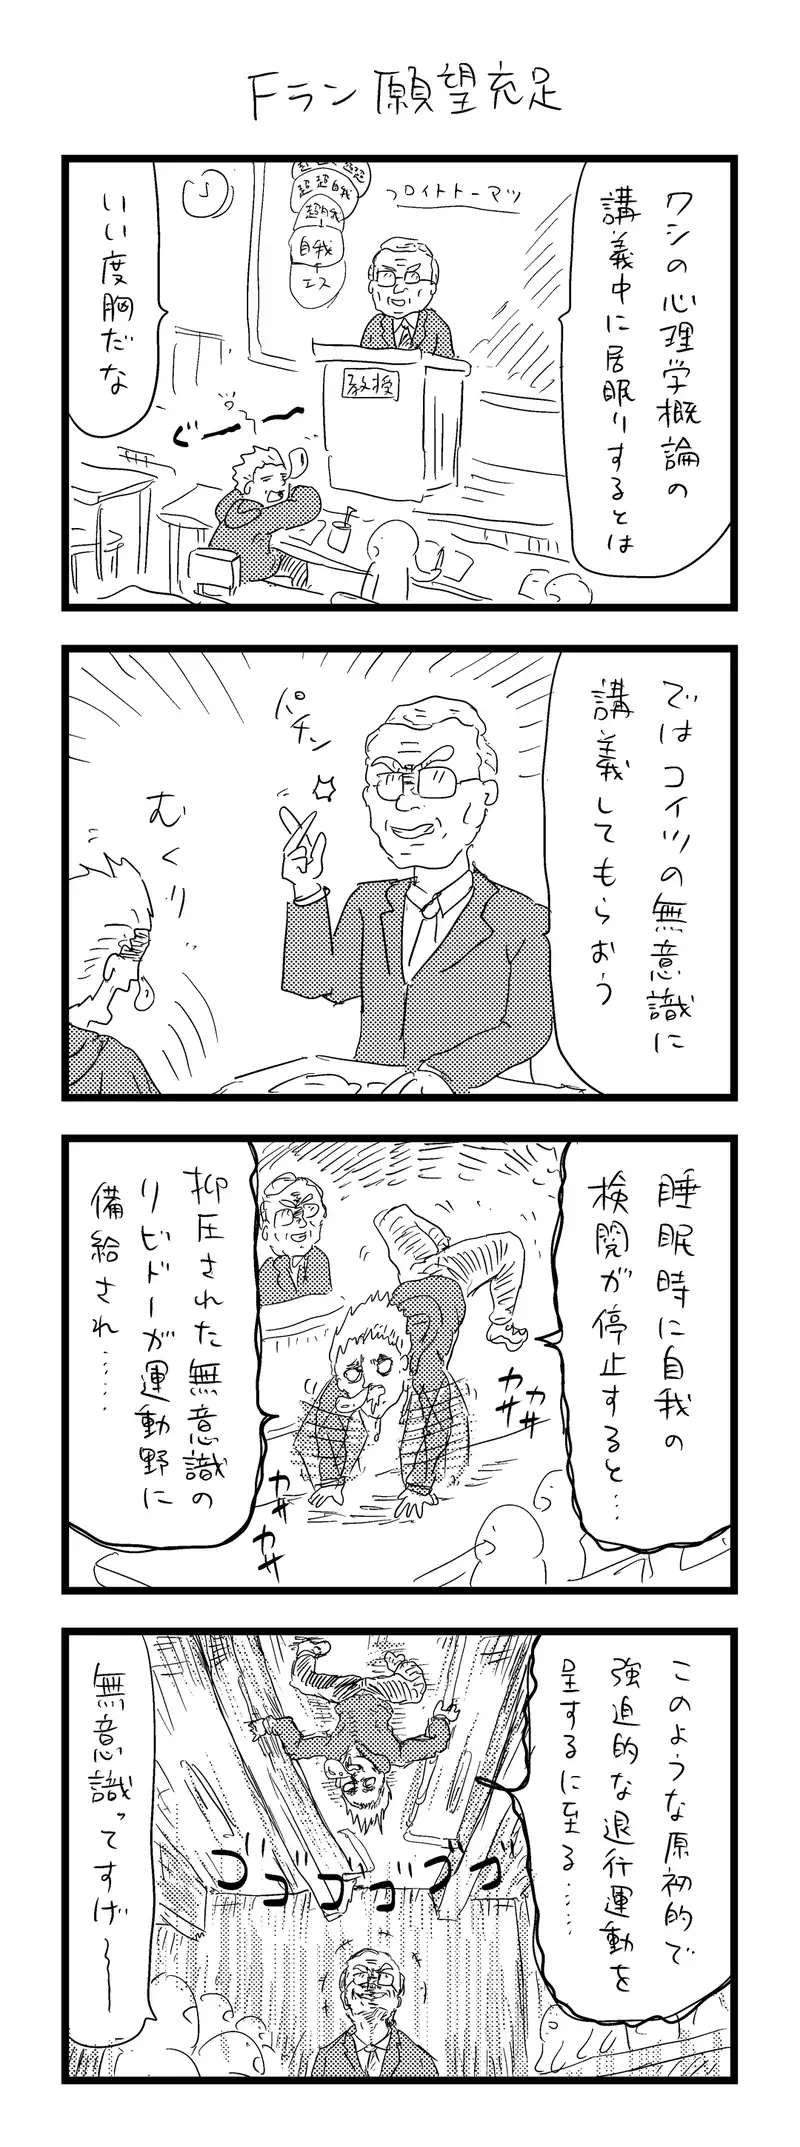 Fラン願望充足
ワシの心理学概論の
講義中に居眠りするとは
フロイトトーマツ
超超自我
超自我
自我
エス
教授
ぐーーー
いい度胸だな
ではコイツの無意識に
講義してもらおう
パチン
むくり
睡眠時に自我の
検閲が停止すると…
カサカサ
抑圧された無意識の
リビドーが運動野に
備給され……
カサカサ
このような原初的で
強迫的な退行運動を
呈するに至る……
ゴゴゴゴゴゴ
無意識ってすげ〜